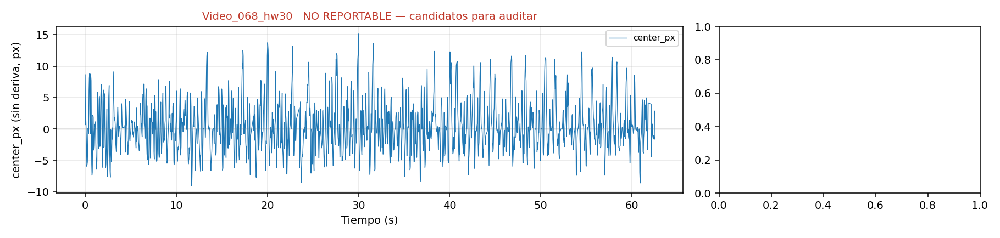 Video_068_hw30   NO REPORTABLE — candidatos para auditar
center_px
center_px (sin deriva, px)
15
10
5
0
−5
−10
0 10 20 30 40 50 60
Tiempo (s)
1.0
0.8
0.6
0.4
0.2
0.0
0.0 0.2 0.4 0.6 0.8 1.0